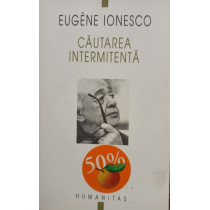 EUGÈNE IONESCO
CĂUTAREA
INTERMITENTĂ
50%
HUMANITAS